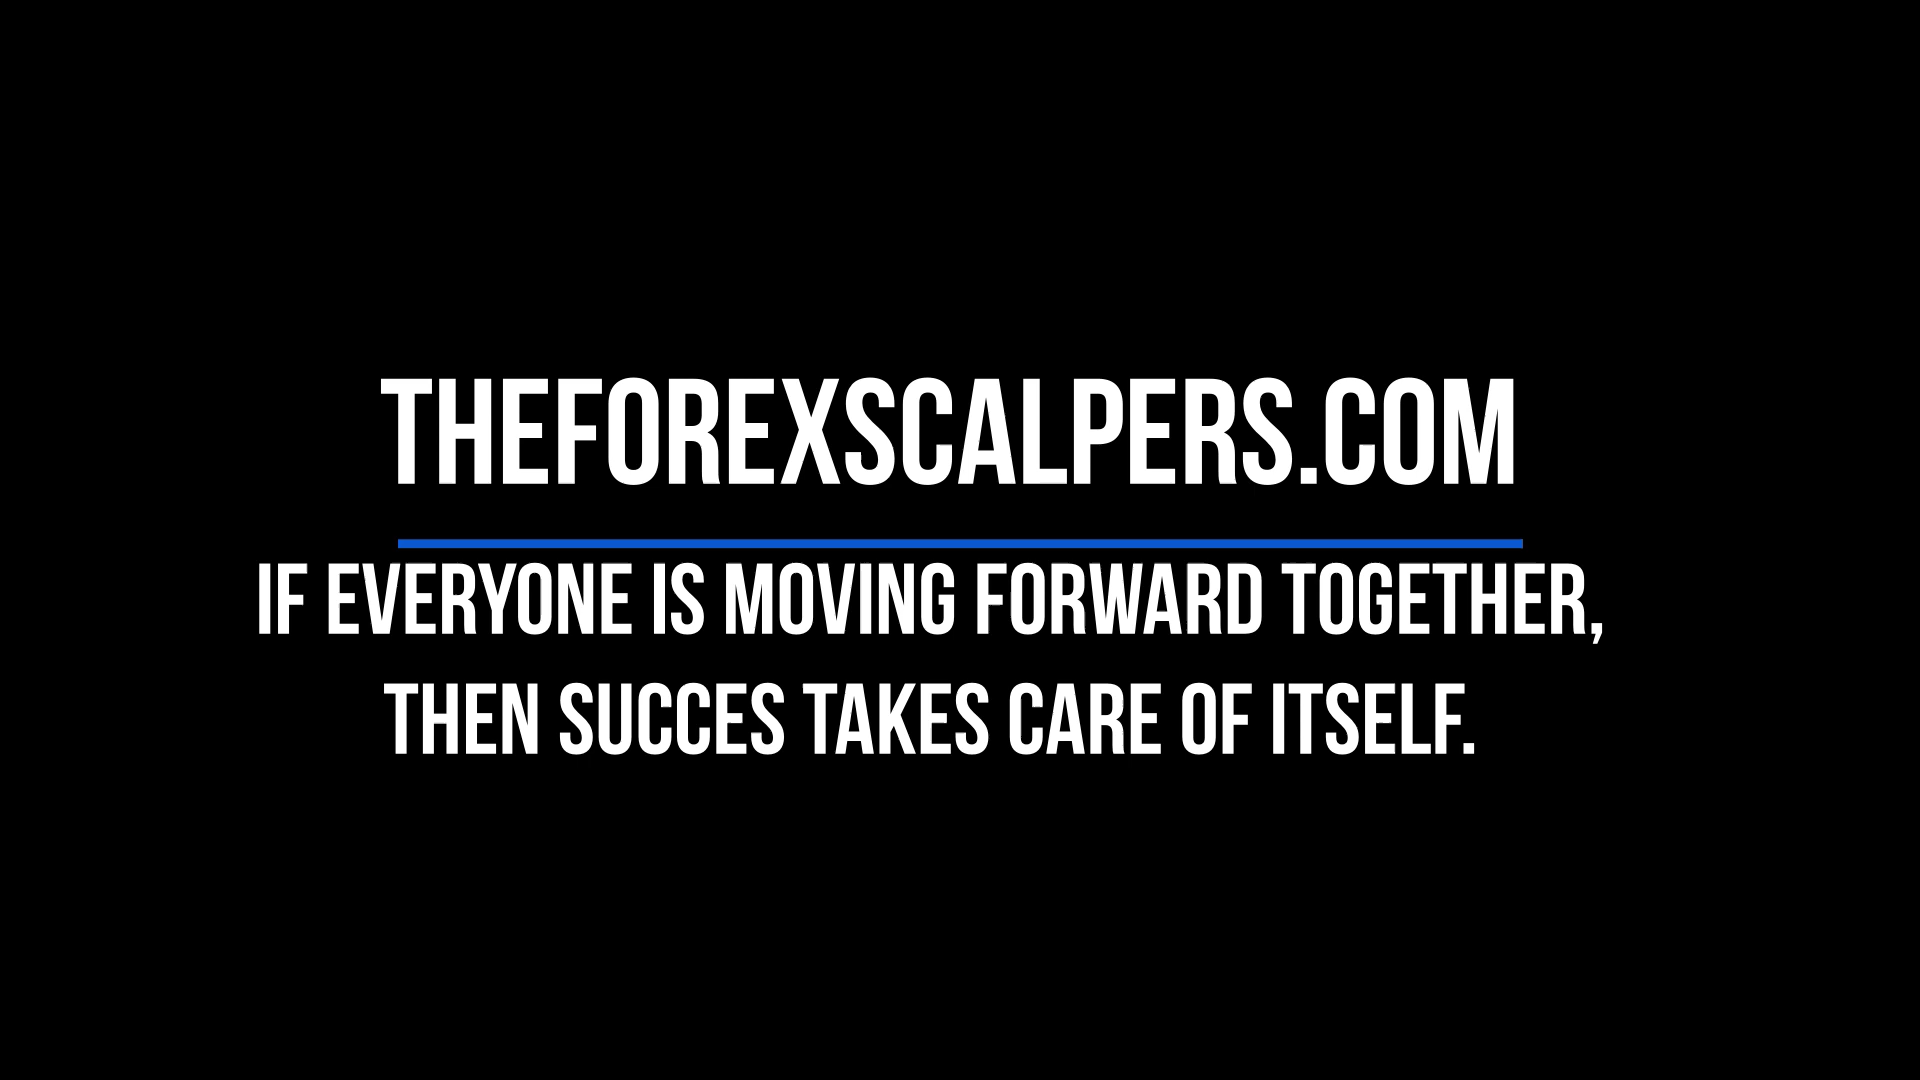 THEFOREXSCALPERS.COM
IF EVERYONE IS MOVING FORWARD TOGETHER,
THEN SUCCES TAKES CARE OF ITSELF.